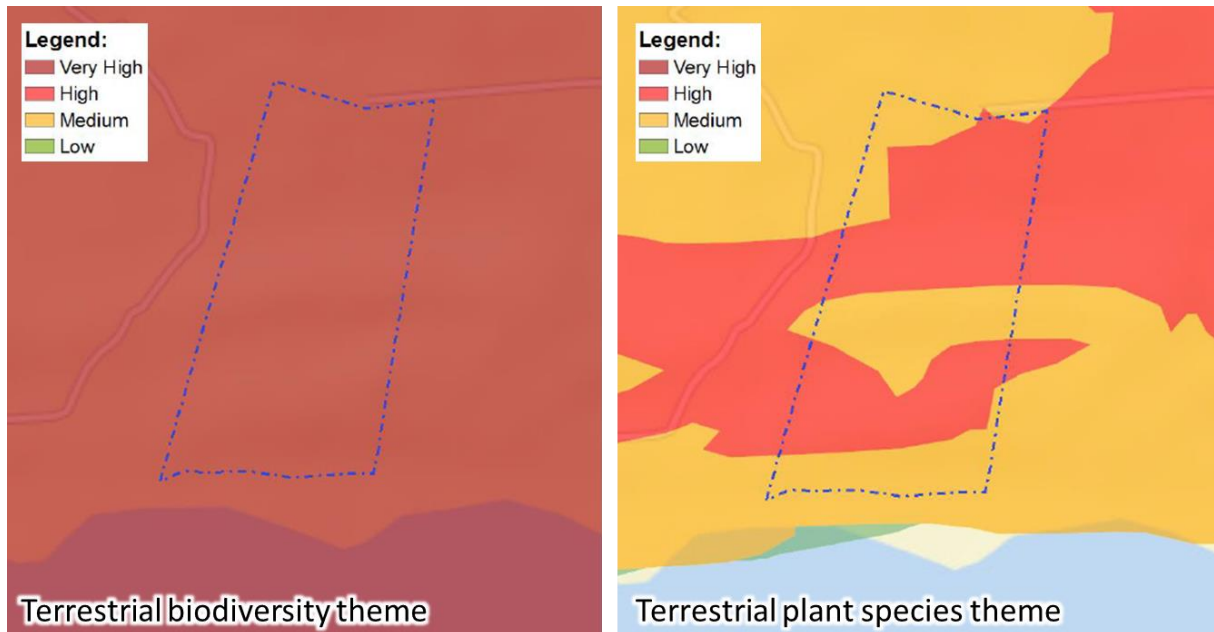 Legend:
Very High
High
Medium
Low
Terrestrial biodiversity theme
Legend:
Very High
High
Medium
Low
Terrestrial plant species theme